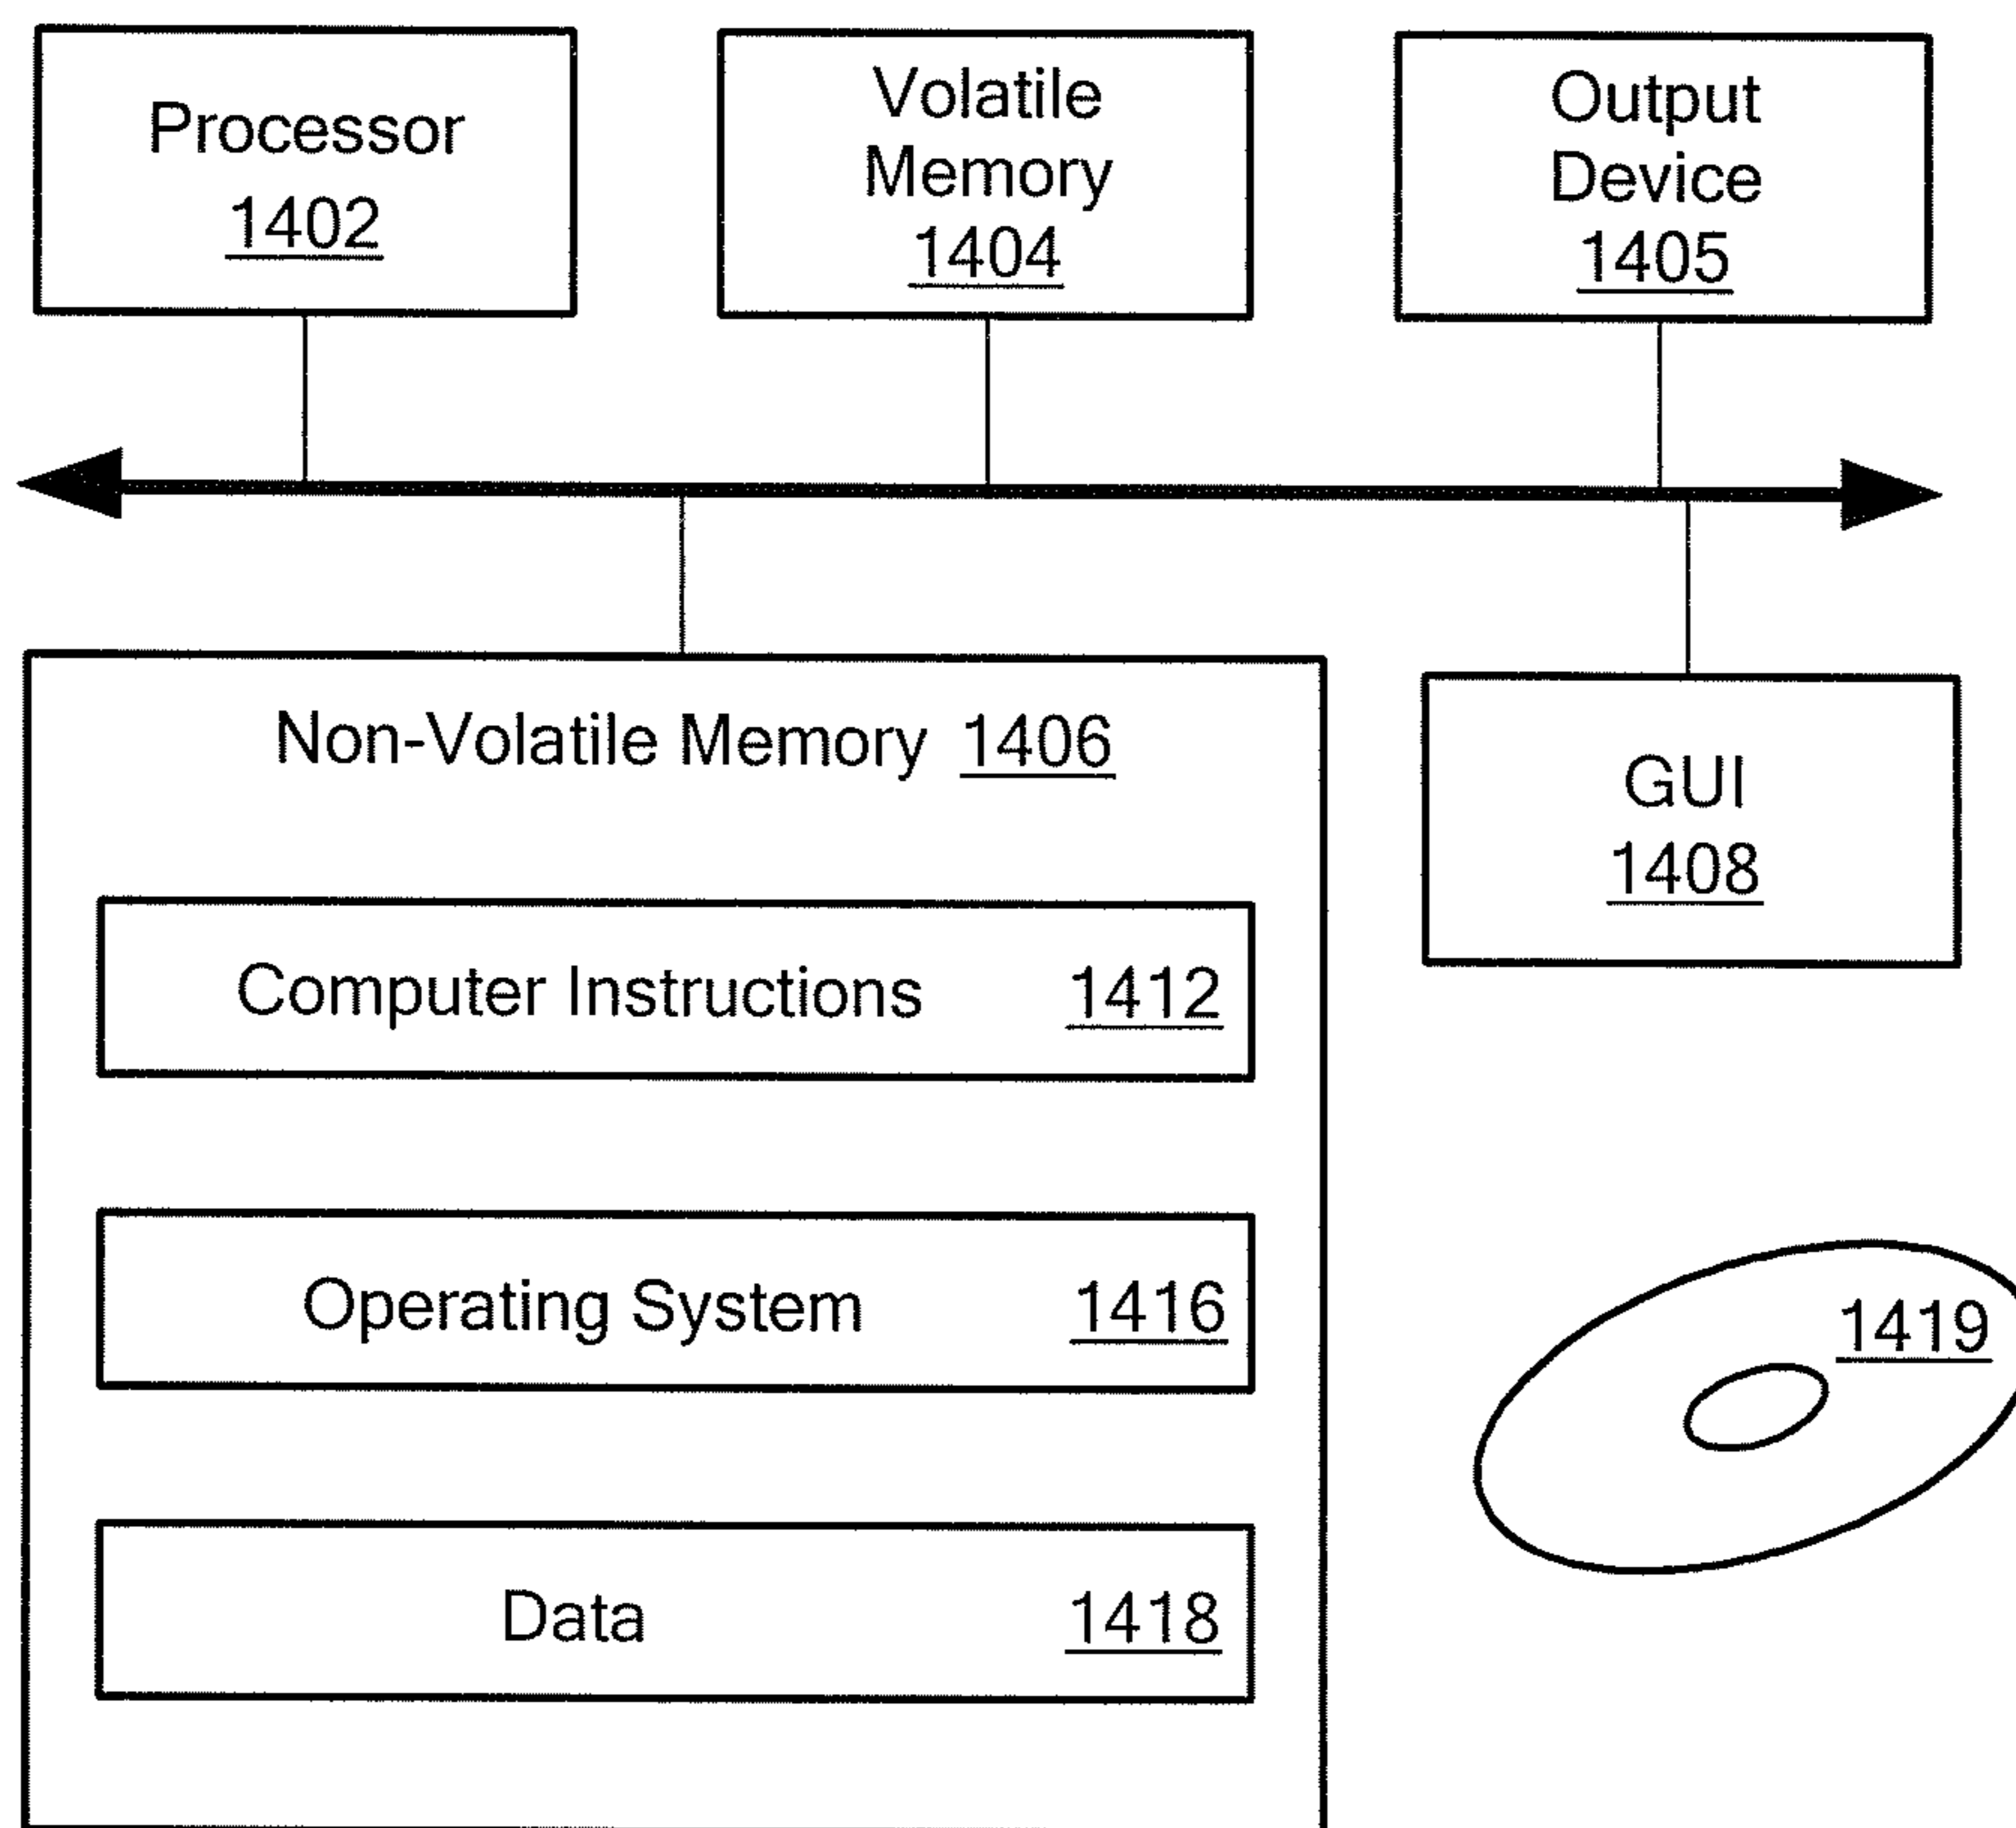 Processor
1402
Volatile
Memory
1404
Output
Device
1405
Non-Volatile Memory 1406
GUI
1408
Computer Instructions 1412
Operating System 1416
1419
Data 1418